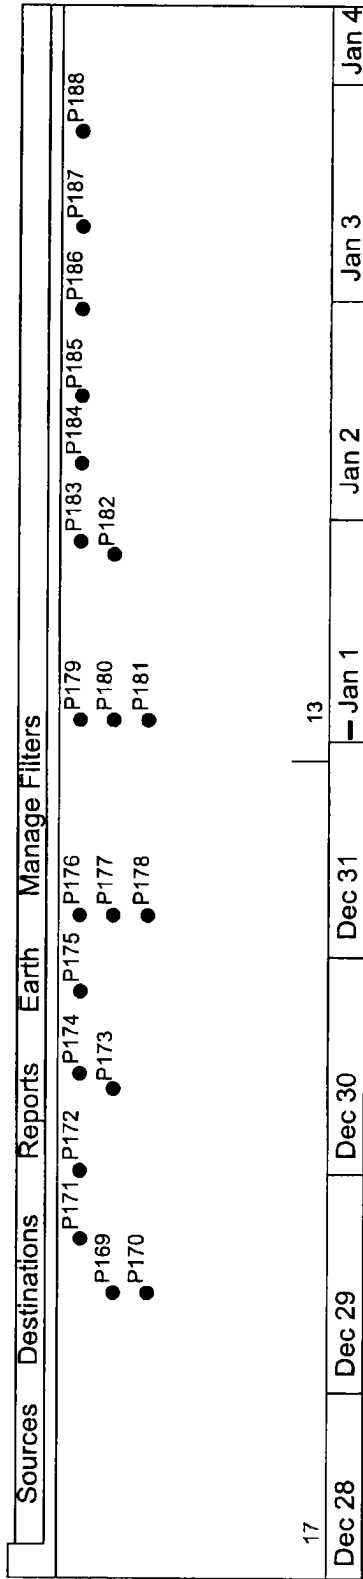 Sources Destinations Reports Earth Manage Filters
P171 P172 P174 P175 P176 P179 P183 P184 P185 P186 P187 P188
P169 P173 P177 P180 P182
P170 P178 P181
17 13
Dec 28 Dec 29 Dec 30 Dec 31 – Jan 1 Jan 2 Jan 3 Jan 4